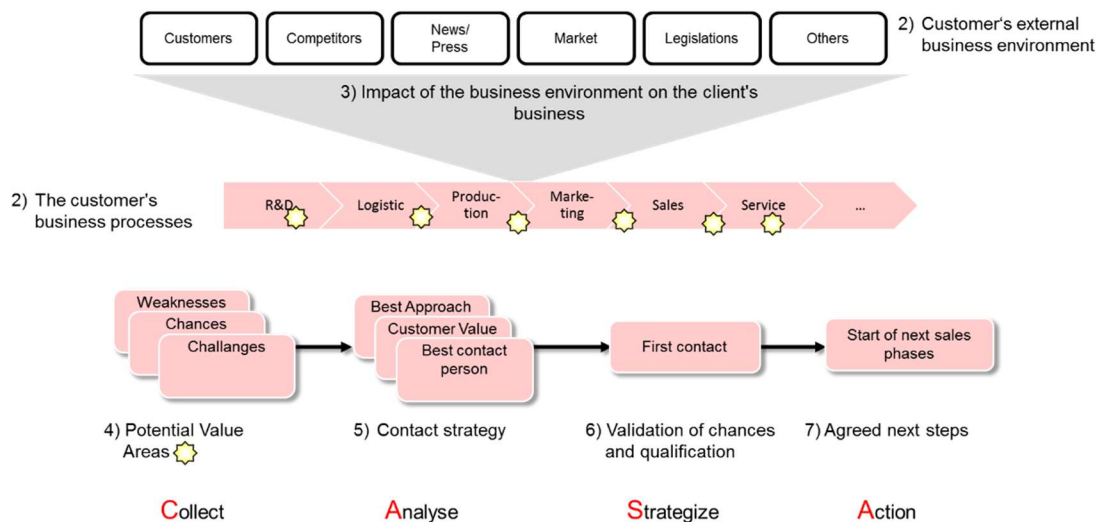 Customers
Competitors
News/
Press
Market
Legislations
Others
2) Customer's external
business environment
3) Impact of the business environment on the client's
business
2) The customer's
business processes
R&D
Logistic
Produc-
tion
Marke-
ting
Sales
Service
...
Weaknesses
Chances
Challanges
Best Approach
Customer Value
Best contact
person
First contact
Start of next sales
phases
4) Potential Value
Areas
5) Contact strategy
6) Validation of chances
and qualification
7) Agreed next steps
Collect
Analyse
Strategize
Action